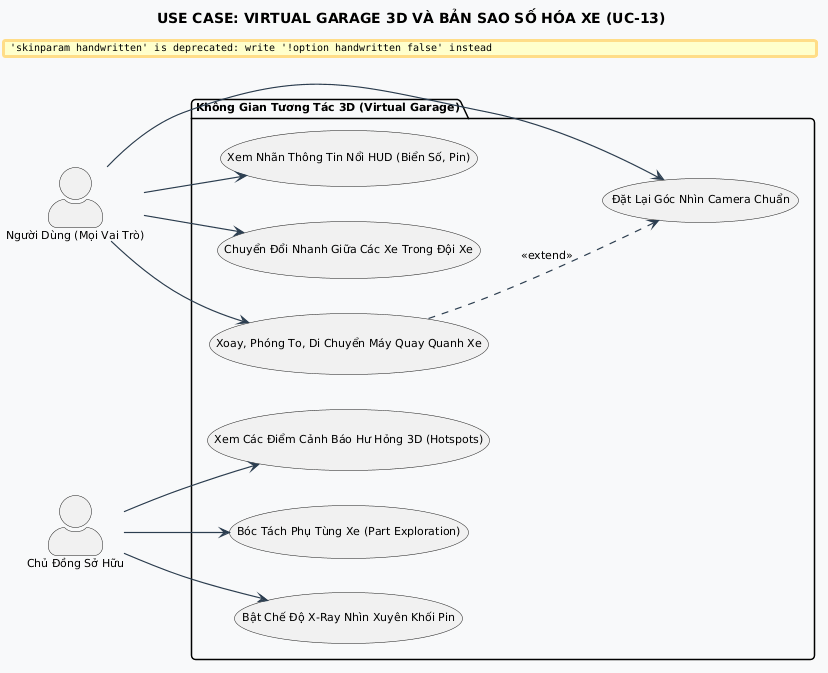 USE CASE: VIRTUAL GARAGE 3D VÀ BẢN SAO SỐ HÓA XE (UC-13)
'skinparam handwritten' is deprecated: write '!option handwritten false' instead
Không Gian Tương Tác 3D (Virtual Garage)
Xem Nhãn Thông Tin Nổi HUD (Biển Số, Pin)
Đặt Lại Góc Nhìn Camera Chuẩn
Người Dùng (Mọi Vai Trò)
Chuyển Đổi Nhanh Giữa Các Xe Trong Đội Xe
«extend»
Xoay, Phóng To, Di Chuyển Máy Quay Quanh Xe
Xem Các Điểm Cảnh Báo Hư Hỏng 3D (Hotspots)
Bóc Tách Phụ Tùng Xe (Part Exploration)
Chủ Đồng Sở Hữu
Bật Chế Độ X-Ray Nhìn Xuyên Khối Pin